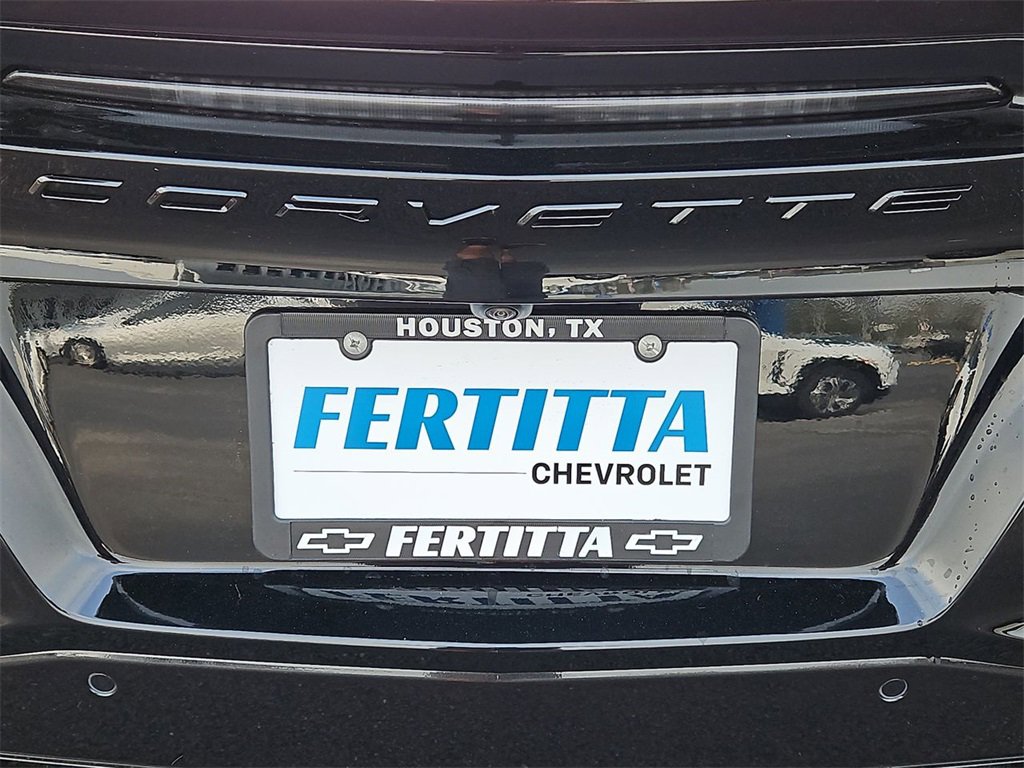 CORVETTE
HOUSTON, TX
FERTITTA
CHEVROLET
FERTITTA